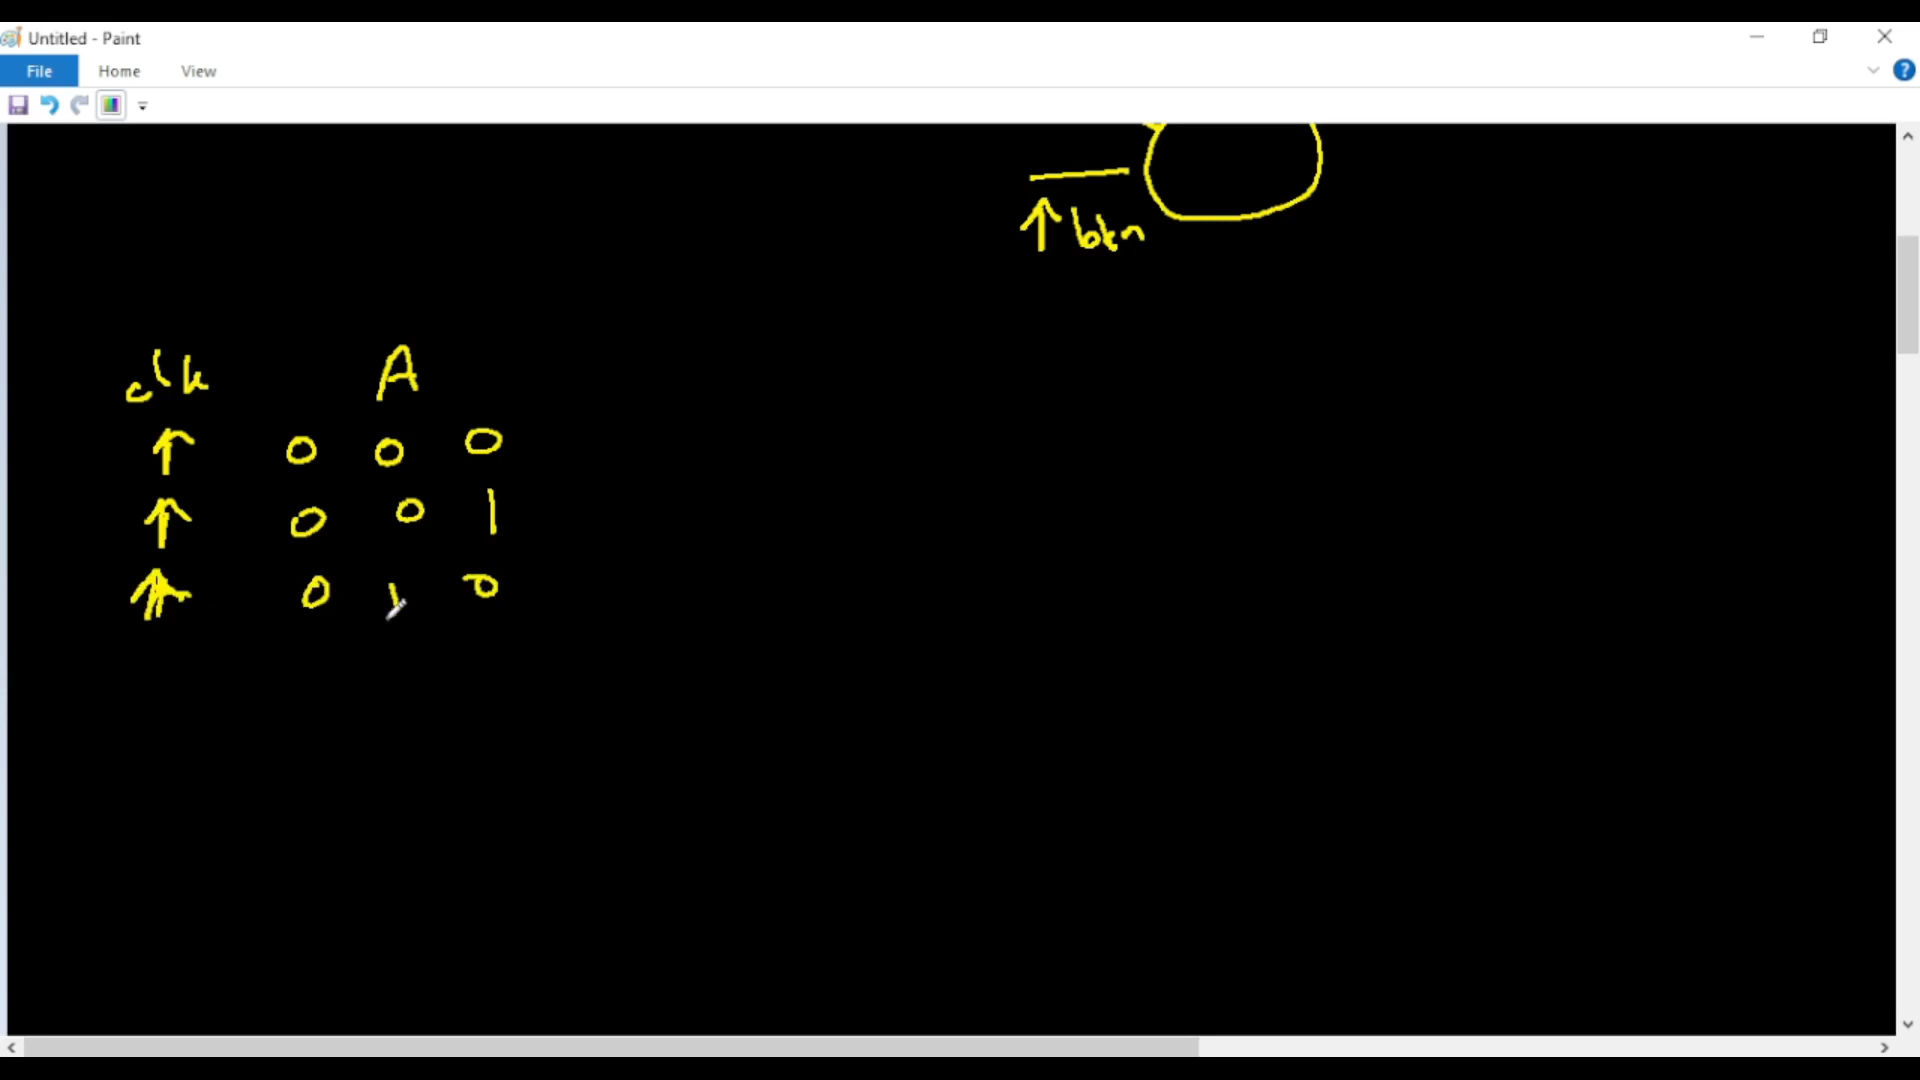 Untitled - Paint
File Home View
?
↑ btn
clk A
↑ 0 0 0
↑ 0 0 1
↑ 0 1 0